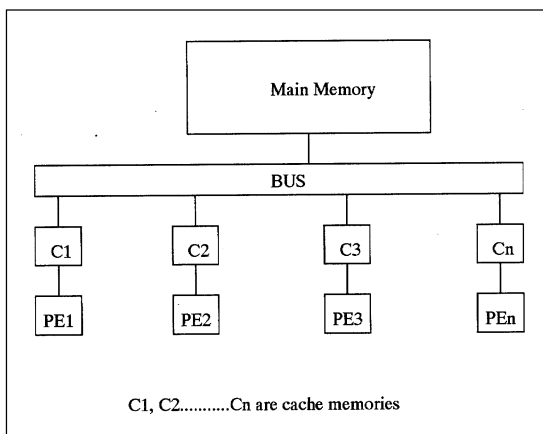 Main Memory
BUS
C1 C2 C3 Cn
PE1 PE2 PE3 PEn
C1, C2...........Cn are cache memories